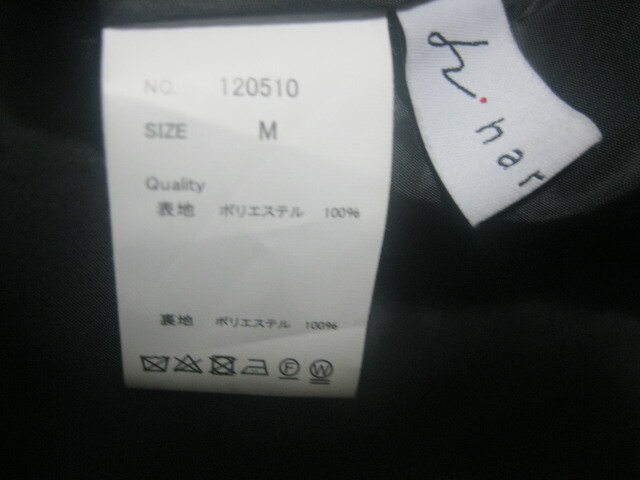 NO. 120510
SIZE M
Quality
表地 ポリエステル 100%
裏地 ポリエステル 100%
h.
har